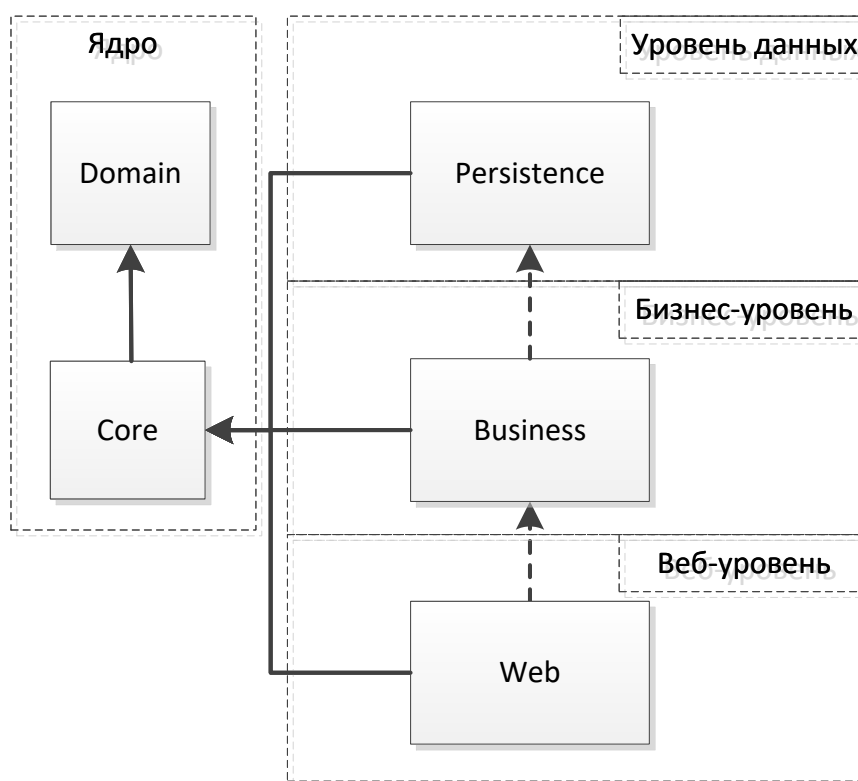 Ядро
Уровень данных
Domain
Persistence
Бизнес-уровень
Core
Business
Веб-уровень
Web